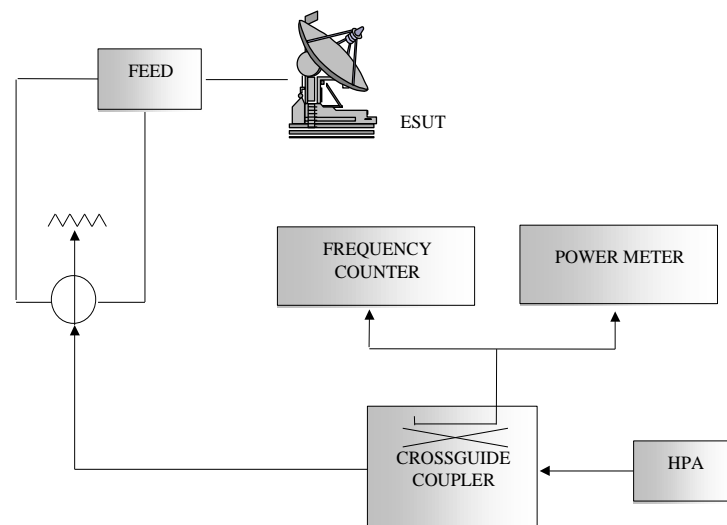 FEED
ESUT
FREQUENCY
COUNTER
POWER METER
CROSSGUIDE
COUPLER
HPA